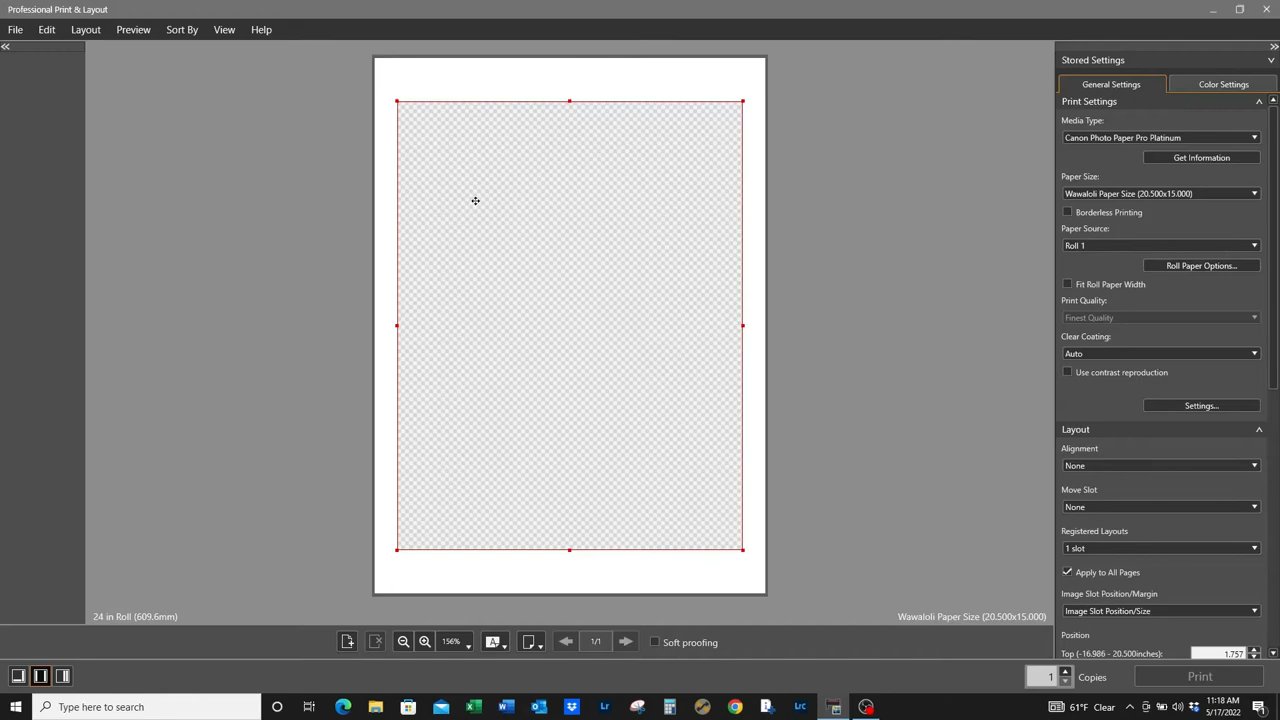 Professional Print & Layout
File Edit Layout Preview Sort By View Help
Stored Settings
General Settings Color Settings
Print Settings
Media Type:
Canon Photo Paper Pro Platinum
Get Information
Paper Size:
Wawaloli Paper Size (20.500x15.000)
Borderless Printing
Paper Source:
Roll 1
Roll Paper Options...
Fit Roll Paper Width
Print Quality:
Finest Quality
Clear Coating:
Auto
Use contrast reproduction
Settings...
Layout
Alignment
None
Move Slot
None
Registered Layouts
1 slot
Apply to All Pages
Image Slot Position/Margin
Image Slot Position/Size
Position
Top (-16.986 - 20.500inches): 1.757
24 in Roll (609.6mm) Wawaloli Paper Size (20.500x15.000)
156% A 1/1 Soft proofing
1 Copies Print
Type here to search
Lr LrC
61°F Clear
11:18 AM
5/17/2022